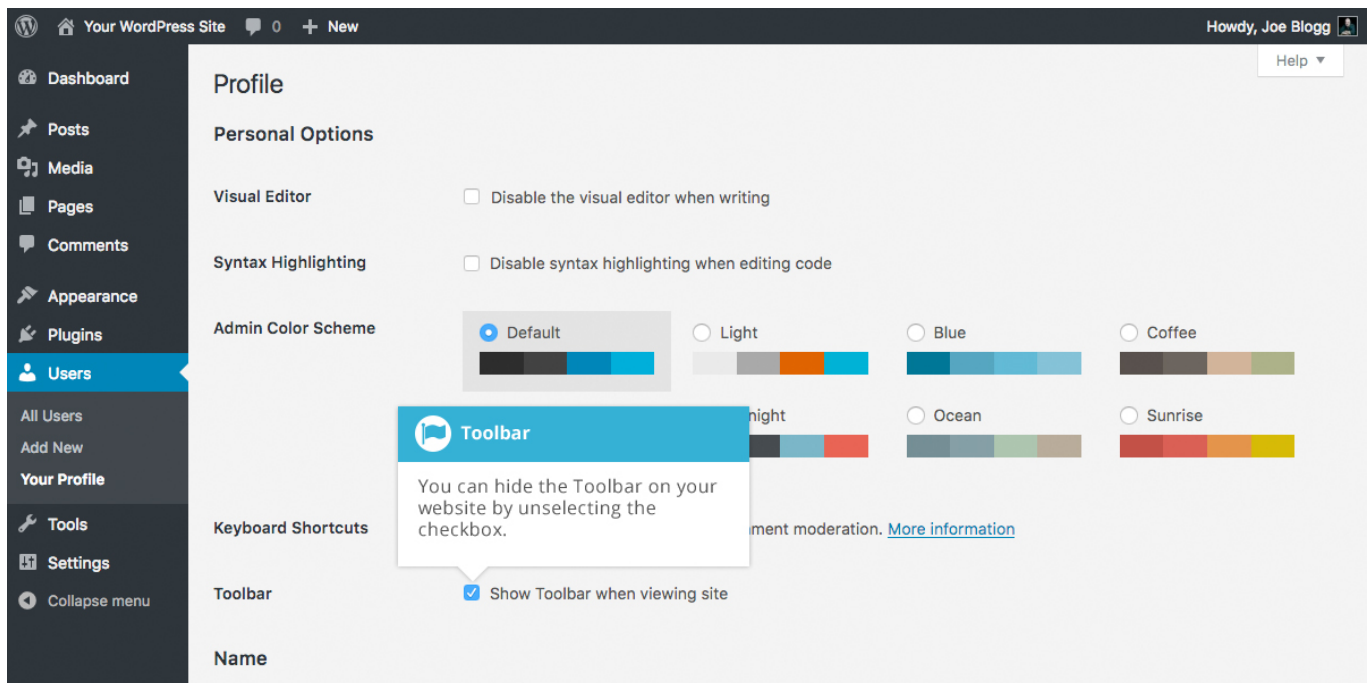 Your WordPress Site 0 New Howdy, Joe Blogg
Help
Dashboard
Posts
Media
Pages
Comments
Appearance
Plugins
Users
All Users
Add New
Your Profile
Tools
Settings
Collapse menu
Profile
Personal Options
Visual Editor Disable the visual editor when writing
Syntax Highlighting Disable syntax highlighting when editing code
Admin Color Scheme Default Light Blue Coffee
Ocean Sunrise
Toolbar
You can hide the Toolbar on your
website by unselecting the
checkbox.
Keyboard Shortcuts moderation. More information
Toolbar Show Toolbar when viewing site
Name